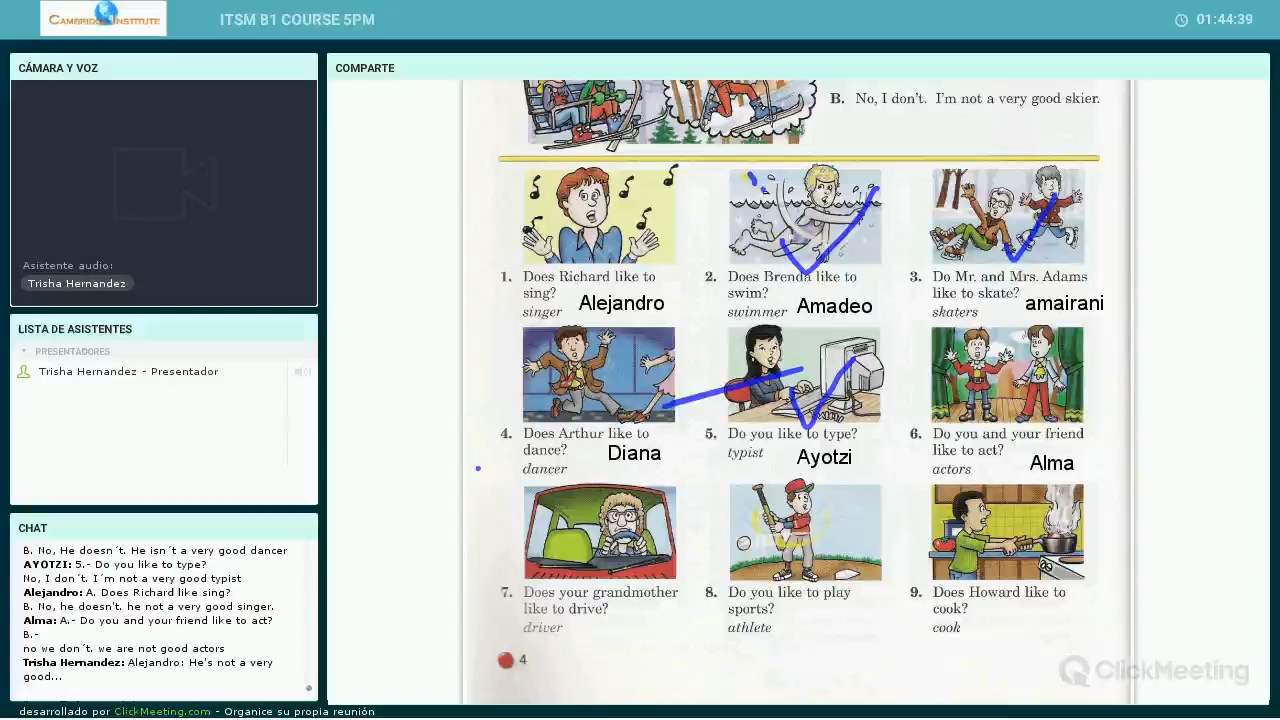 CAMBRIDGE INSTITUTE
ITSM B1 COURSE 5PM
01:44:39
CÁMARA Y VOZ
Asistente audio:
Trisha Hernandez
LISTA DE ASISTENTES
PRESENTADORES
Trisha Hernandez - Presentador
CHAT
B. No, He doesn´t. He isn´t a very good dancer
AYOTZI: 5.- Do you like to type?
No, I don´t. I´m not a very good typist
Alejandro: A. Does Richard like sing?
B. No, he doesn't. he not a very good singer.
Alma: A.- Do you and your friend like to act?
B.-
no we don´t. we are not good actors
Trisha Hernandez: Alejandro: He's not a very
good...
COMPARTE
B. No, I don't. I'm not a very good skier.
1. Does Richard like to
sing?
singer
Alejandro
2. Does Brenda like to
swim?
swimmer
Amadeo
3. Do Mr. and Mrs. Adams
like to skate?
skaters
amairani
4. Does Arthur like to
dance?
dancer
Diana
5. Do you like to type?
typist
Ayotzi
6. Do you and your friend
like to act?
actors
Alma
7. Does your grandmother
like to drive?
driver
8. Do you like to play
sports?
athlete
9. Does Howard like to
cook?
cook
4
ClickMeeting
desarrollado por ClickMeeting.com - Organice su propia reunión